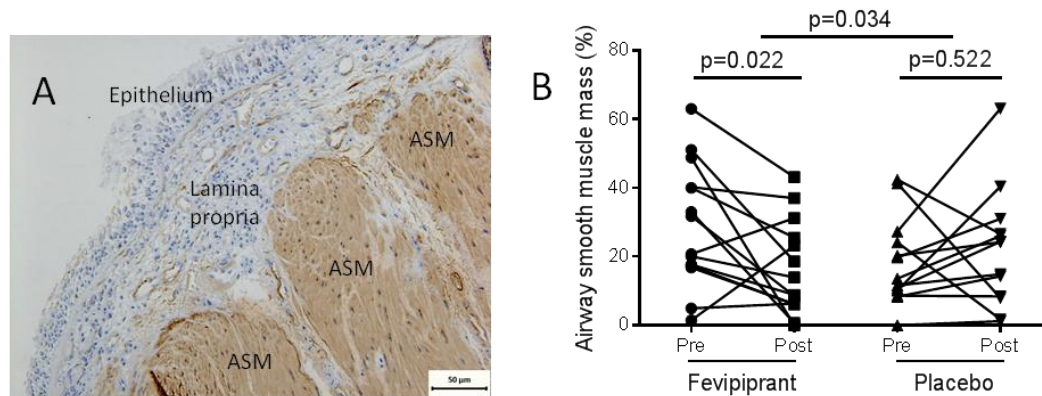 A
Epithelium
Lamina
propria
ASM
ASM
ASM
50 µm
B
p=0.034
p=0.022
p=0.522
Airway smooth muscle mass (%)
80
60
40
20
0
Pre
Post
Pre
Post
Fevipiprant
Placebo